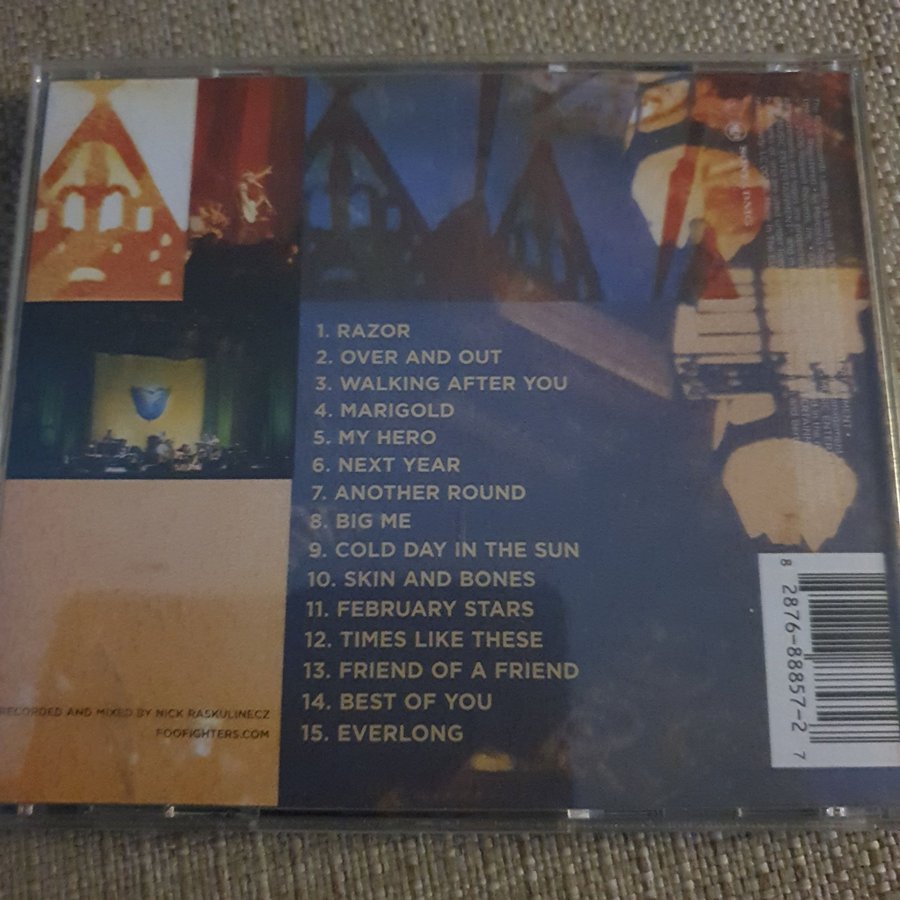 1. RAZOR
2. OVER AND OUT
3. WALKING AFTER YOU
4. MARIGOLD
5. MY HERO
6. NEXT YEAR
7. ANOTHER ROUND
8. BIG ME
9. COLD DAY IN THE SUN
10. SKIN AND BONES
11. FEBRUARY STARS
12. TIMES LIKE THESE
13. FRIEND OF A FRIEND
14. BEST OF YOU
15. EVERLONG
RECORDED AND MIXED BY NICK RASKULINECZ
FOOFIGHTERS.COM
8 2876-88857-2 7